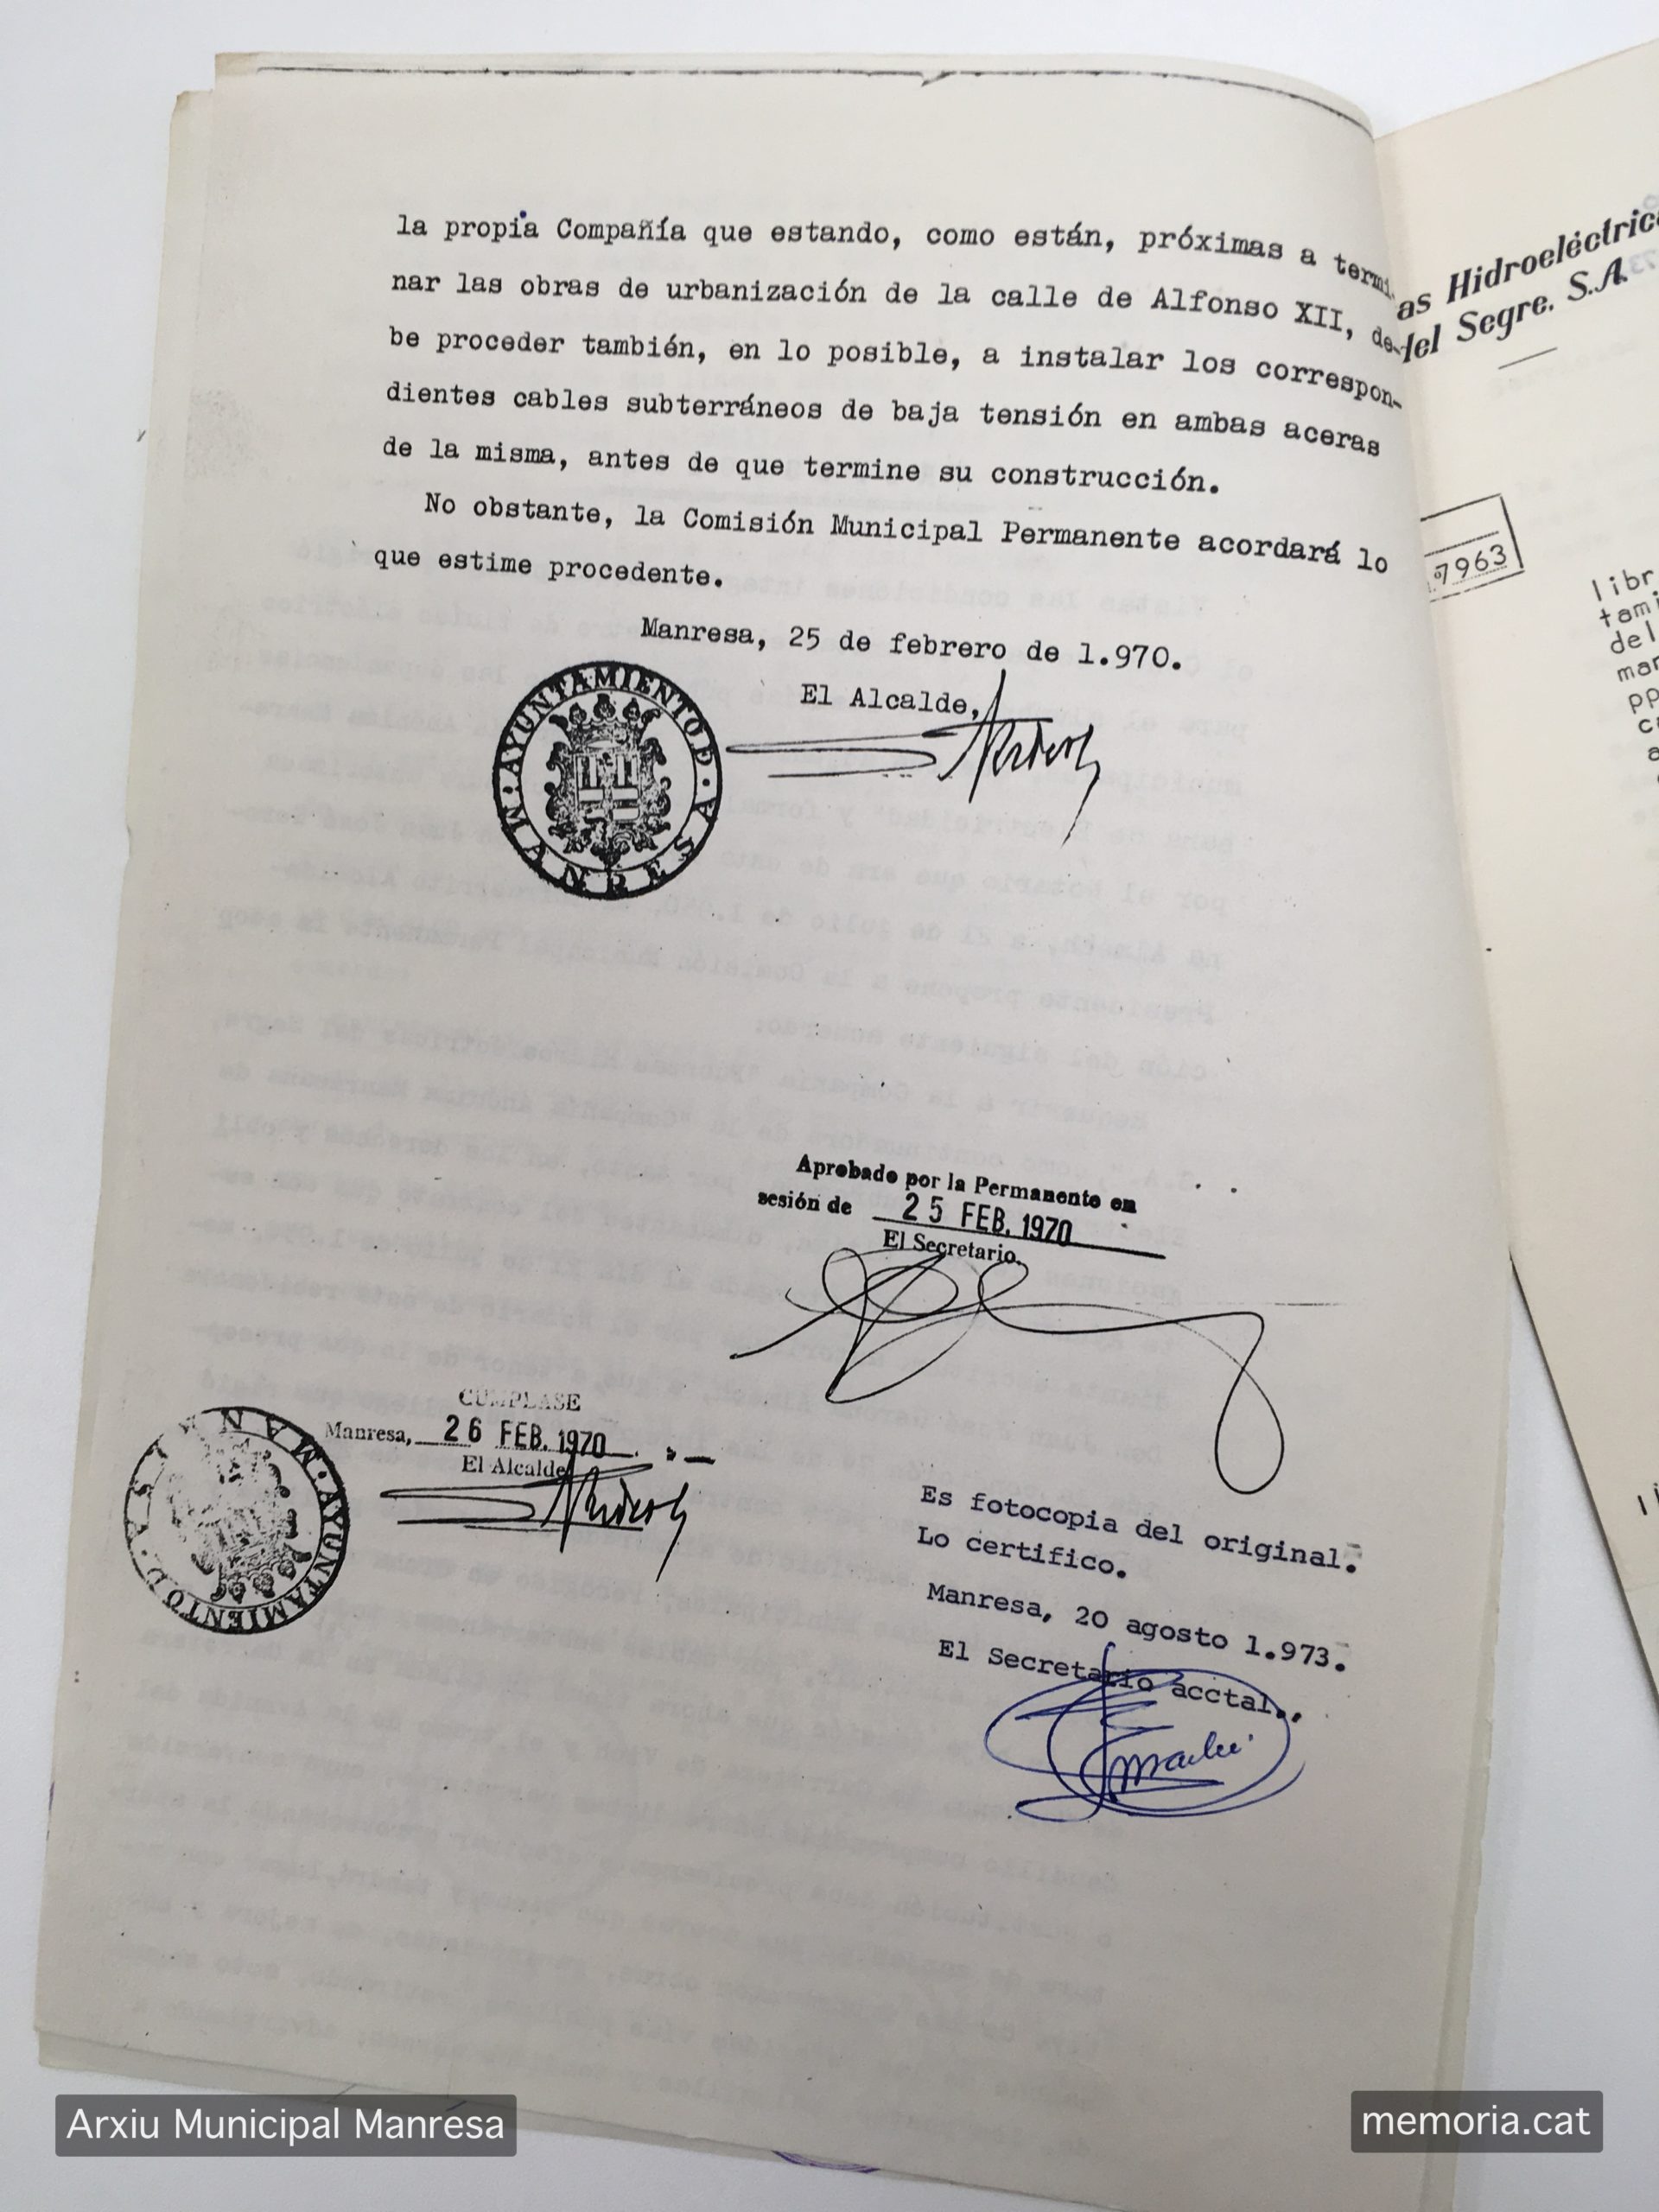 la propia Compañía que estando, como están, próximas a termi
nar las obras de urbanización de la calle de Alfonso XII, de-
be proceder también, en lo posible, a instalar los correspon-
dientes cables subterráneos de baja tensión en ambas aceras
de la misma, antes de que termine su construcción.
No obstante, la Comisión Municipal Permanente acordará lo
que estime procedente.
Manresa, 25 de febrero de 1.970.
El Alcalde,
· AYUNTAMIENTO D. · MANRESA
Aprobado por la Permanente en
sesión de 25 FEB. 1970
El Secretario,
CUMPLASE
Manresa, 26 FEB. 1970
El Alcalde
· AYUNTAMIENTO D. · MANRESA
Es fotocopia del original.
Lo certifico.
Manresa, 20 agosto 1.973.
El Secretario acctal.,
as Hidroeléctric
del Segre, S.A.
7963
libr
tami
del
mar
pp
Arxiu Municipal Manresa
memoria.cat